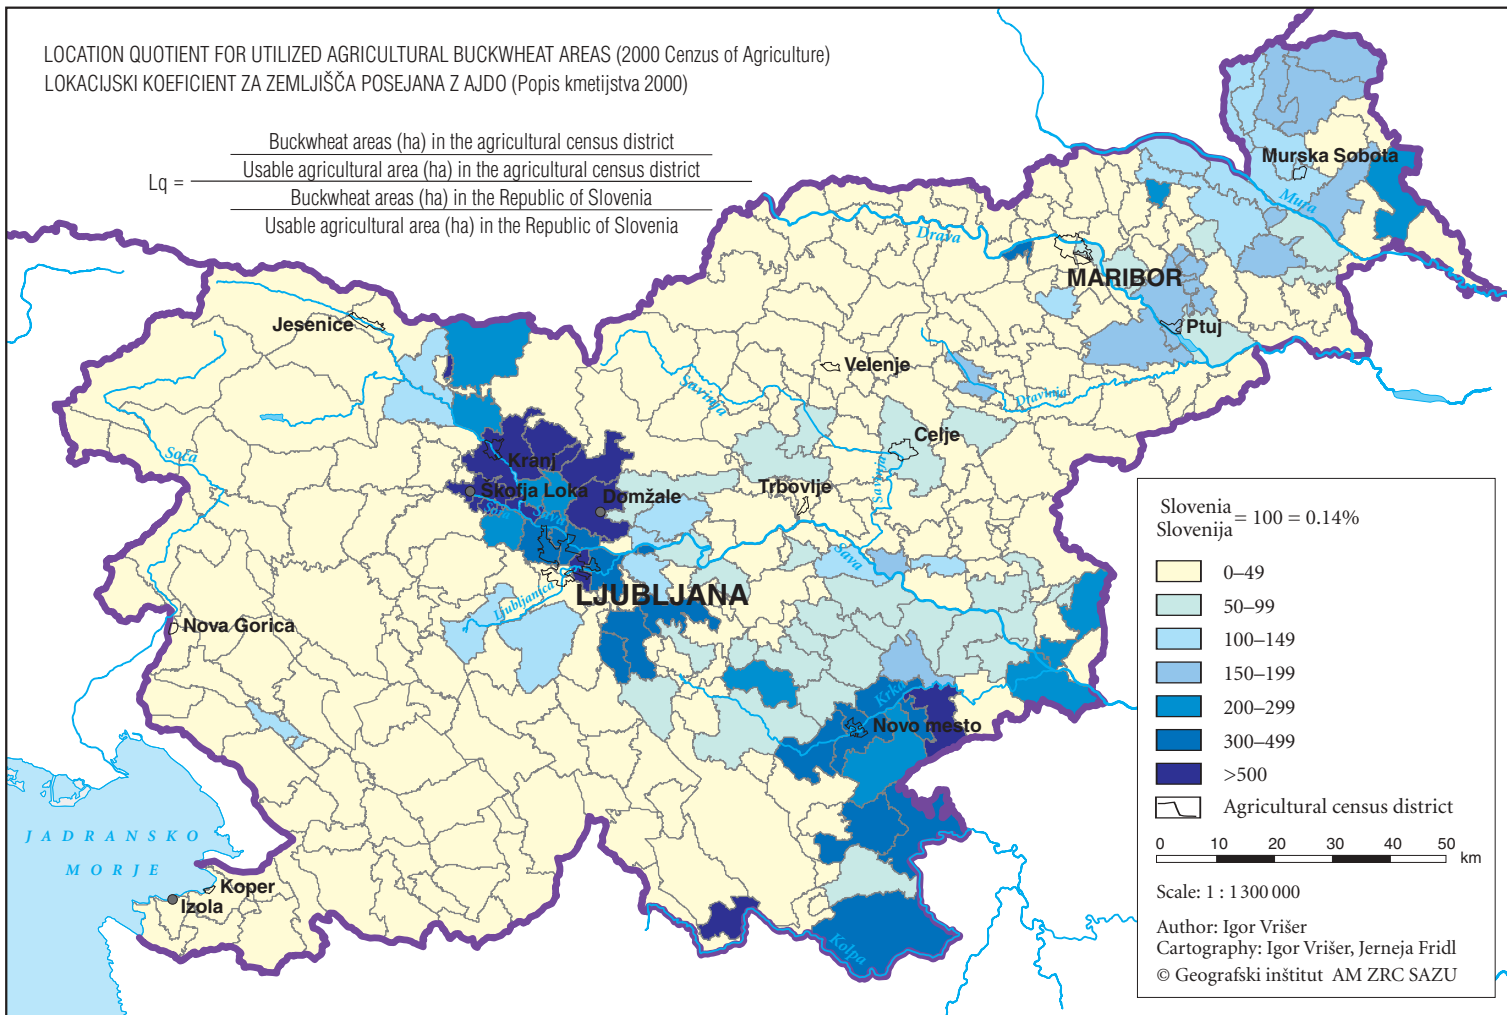 LOCATION QUOTIENT FOR UTILIZED AGRICULTURAL BUCKWHEAT AREAS (2000 Cenzus of Agriculture)
LOKACIJSKI KOEFICIENT ZA ZEMLJIŠČA POSEJANA Z AJDO (Popis kmetijstva 2000)
Buckwheat areas (ha) in the agricultural census district
Usable agricultural area (ha) in the agricultural census district
Lq =
Buckwheat areas (ha) in the Republic of Slovenia
Usable agricultural area (ha) in the Republic of Slovenia
Murska Sobota
Mura
Drava
MARIBOR
Jesenice
Ptuj
Velenje
Savinja
Dravinja
Soča
Celje
Kranj
Savinja
Škofja Loka
Domžale
Trbovlje
Sava
LJUBLJANA
Ljubljanica
Nova Gorica
Krka
Novo mesto
JADRANSKO
MORJE
Koper
Izola
Kolpa
Slovenia
Slovenija = 100 = 0.14%
0–49
50–99
100–149
150–199
200–299
300–499
>500
Agricultural census district
0 10 20 30 40 50 km
Scale: 1 : 1 300 000
Author: Igor Vrišer
Cartography: Igor Vrišer, Jerneja Fridl
© Geografski inštitut AM ZRC SAZU